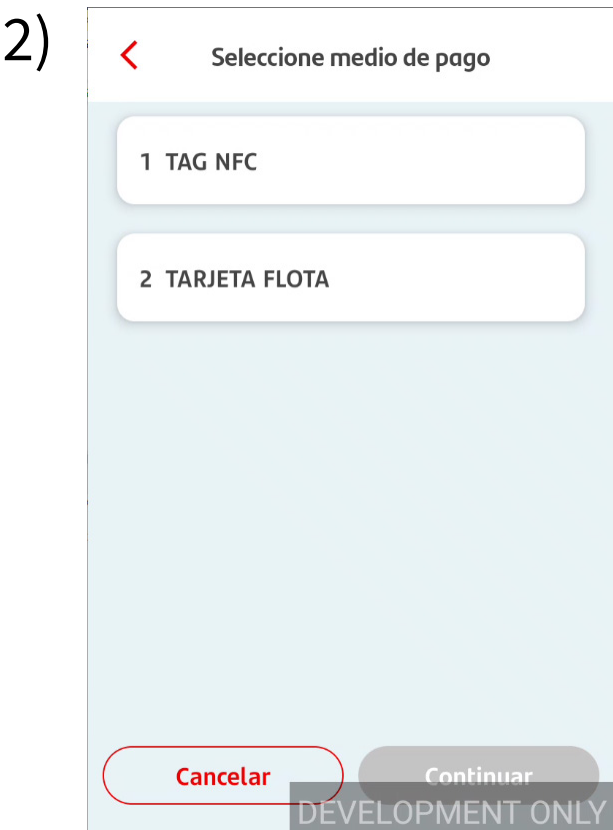 2)
Seleccione medio de pago
1 TAG NFC
2 TARJETA FLOTA
Cancelar
Continuar
DEVELOPMENT ONLY